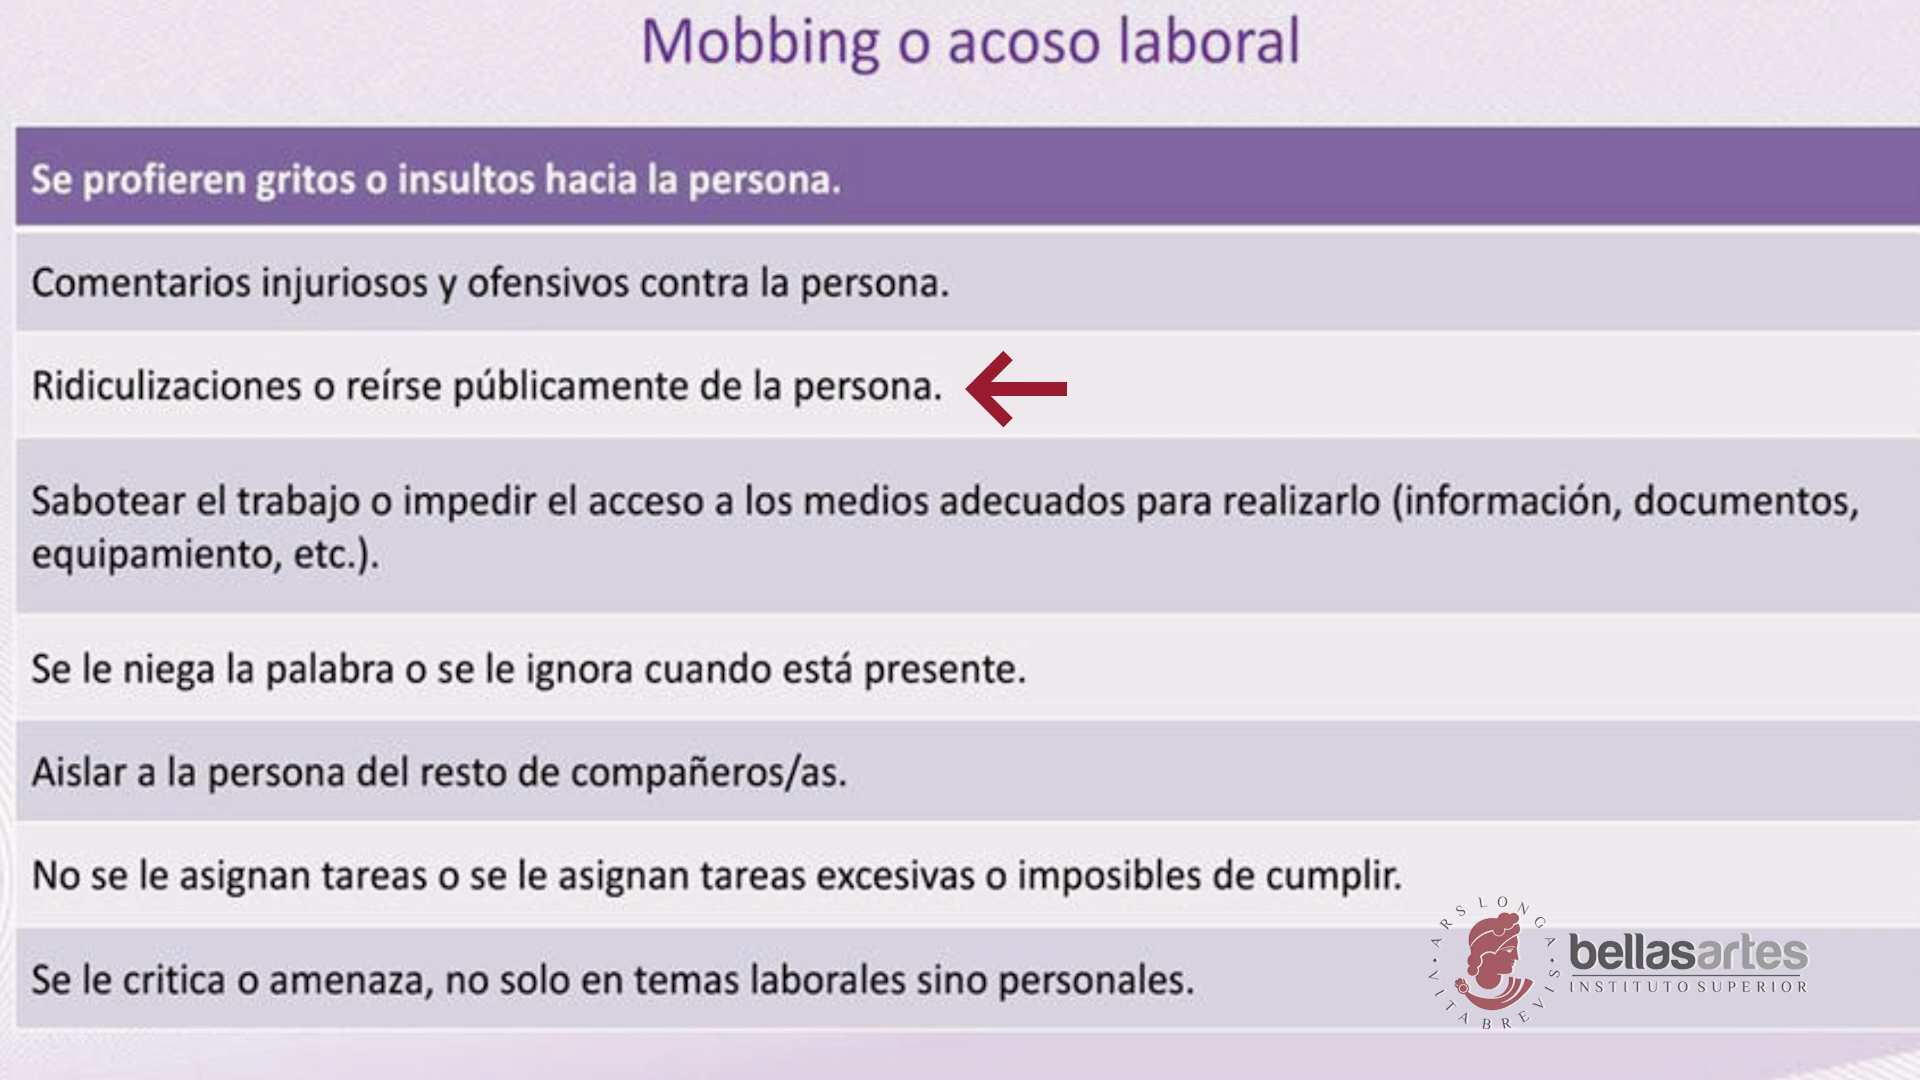 Mobbing o acoso laboral
Se profieren gritos o insultos hacia la persona.
Comentarios injuriosos y ofensivos contra la persona.
Ridiculizaciones o reírse públicamente de la persona.
Sabotear el trabajo o impedir el acceso a los medios adecuados para realizarlo (información, documentos,
equipamiento, etc.).
Se le niega la palabra o se le ignora cuando está presente.
Aislar a la persona del resto de compañeros/as.
No se le asignan tareas o se le asignan tareas excesivas o imposibles de cumplir.
Se le critica o amenaza, no solo en temas laborales sino personales.
ARS LONGA · VITA BREVIS ·
bellasartes
INSTITUTO SUPERIOR